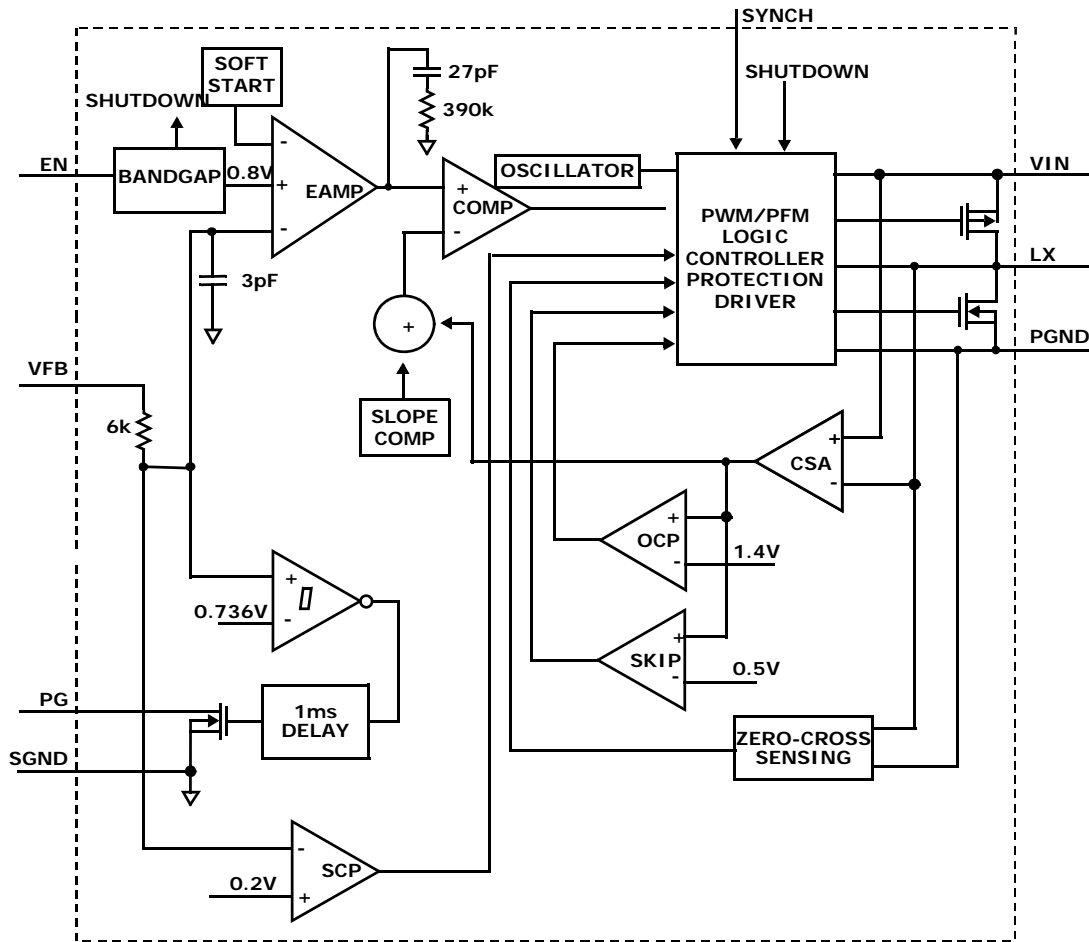 SYNCH
SHUTDOWN
SOFT
START
27pF
390k
SHUTDOWN
EN
BANDGAP
0.8V
-
+
-
EAMP
3pF
+
-
COMP
OSCILLATOR
PWM/PFM
LOGIC
CONTROLLER
PROTECTION
DRIVER
VIN
LX
PGND
+
SLOPE
COMP
VFB
6k
+
-
CSA
+
-
OCP
1.4V
+
-
0.736V
+
-
SKIP
0.5V
PG
1ms
DELAY
SGND
ZERO-CROSS
SENSING
-
+
SCP
0.2V